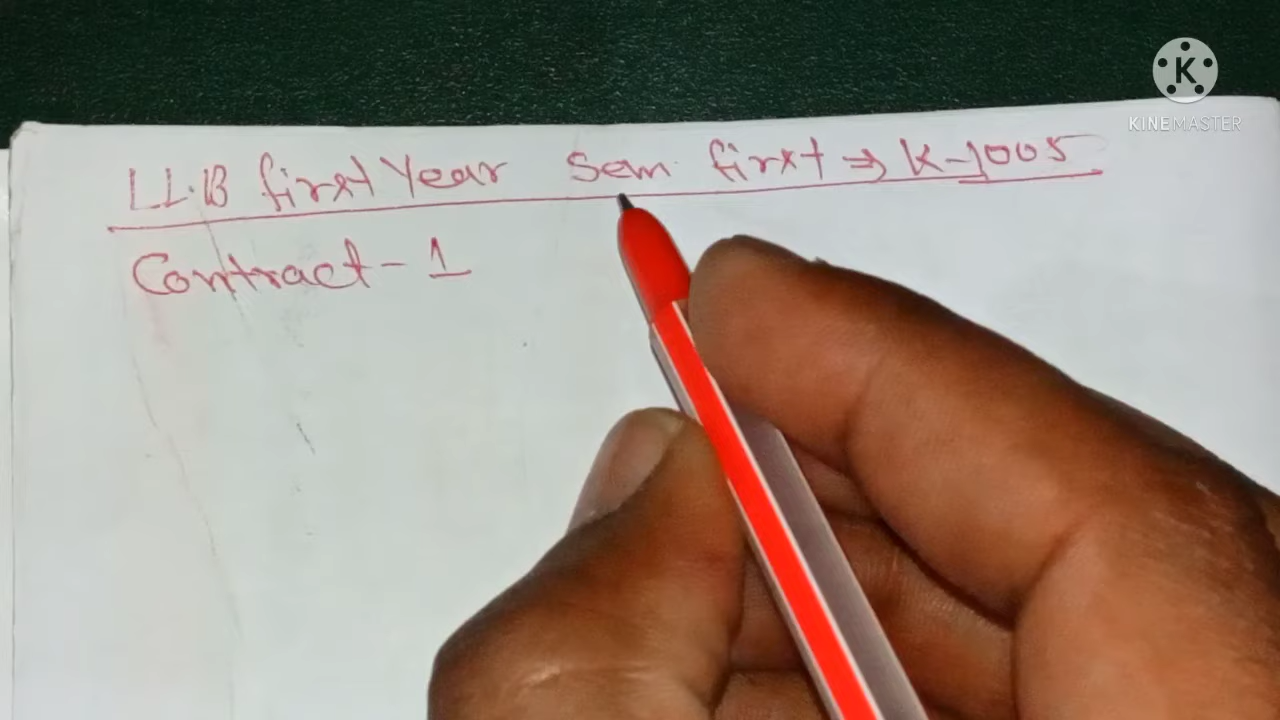 K
KINEMASTER
LL.B first Year Sem. first ⇒ K-1005
Contract - 1